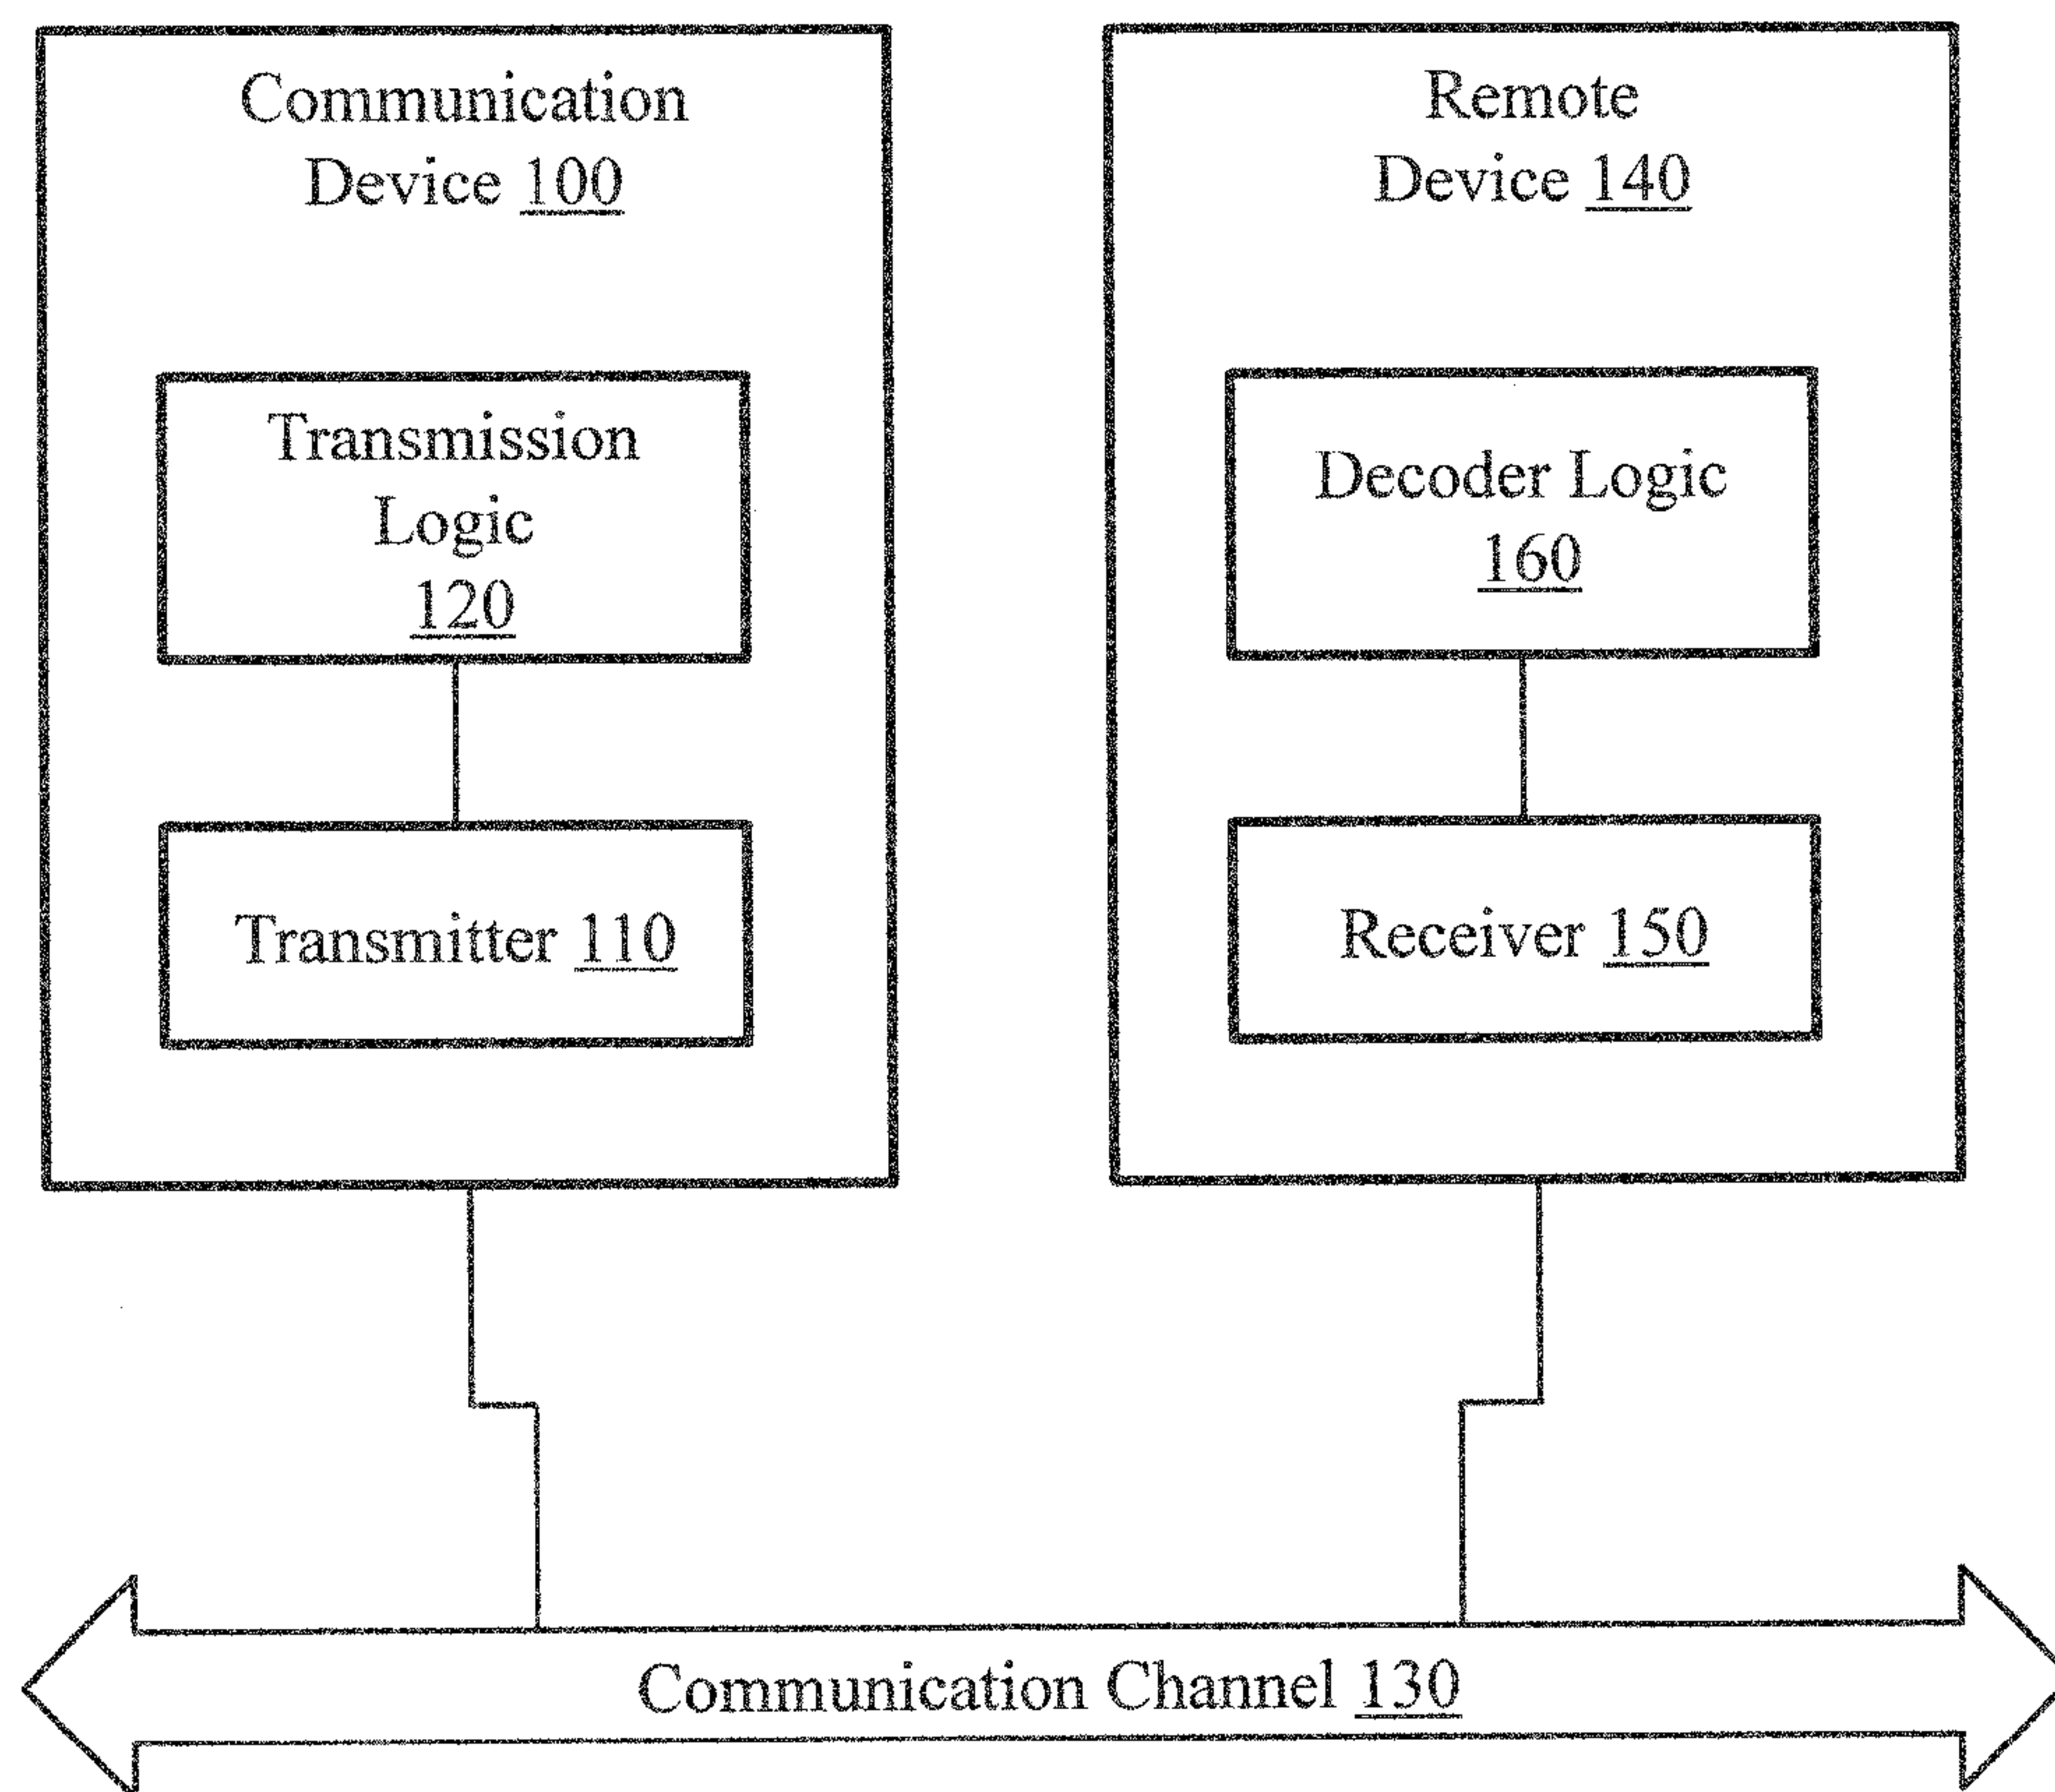 Communication
Device 100
Transmission
Logic
120
Transmitter 110
Remote
Device 140
Decoder Logic
160
Receiver 150
Communication Channel 130